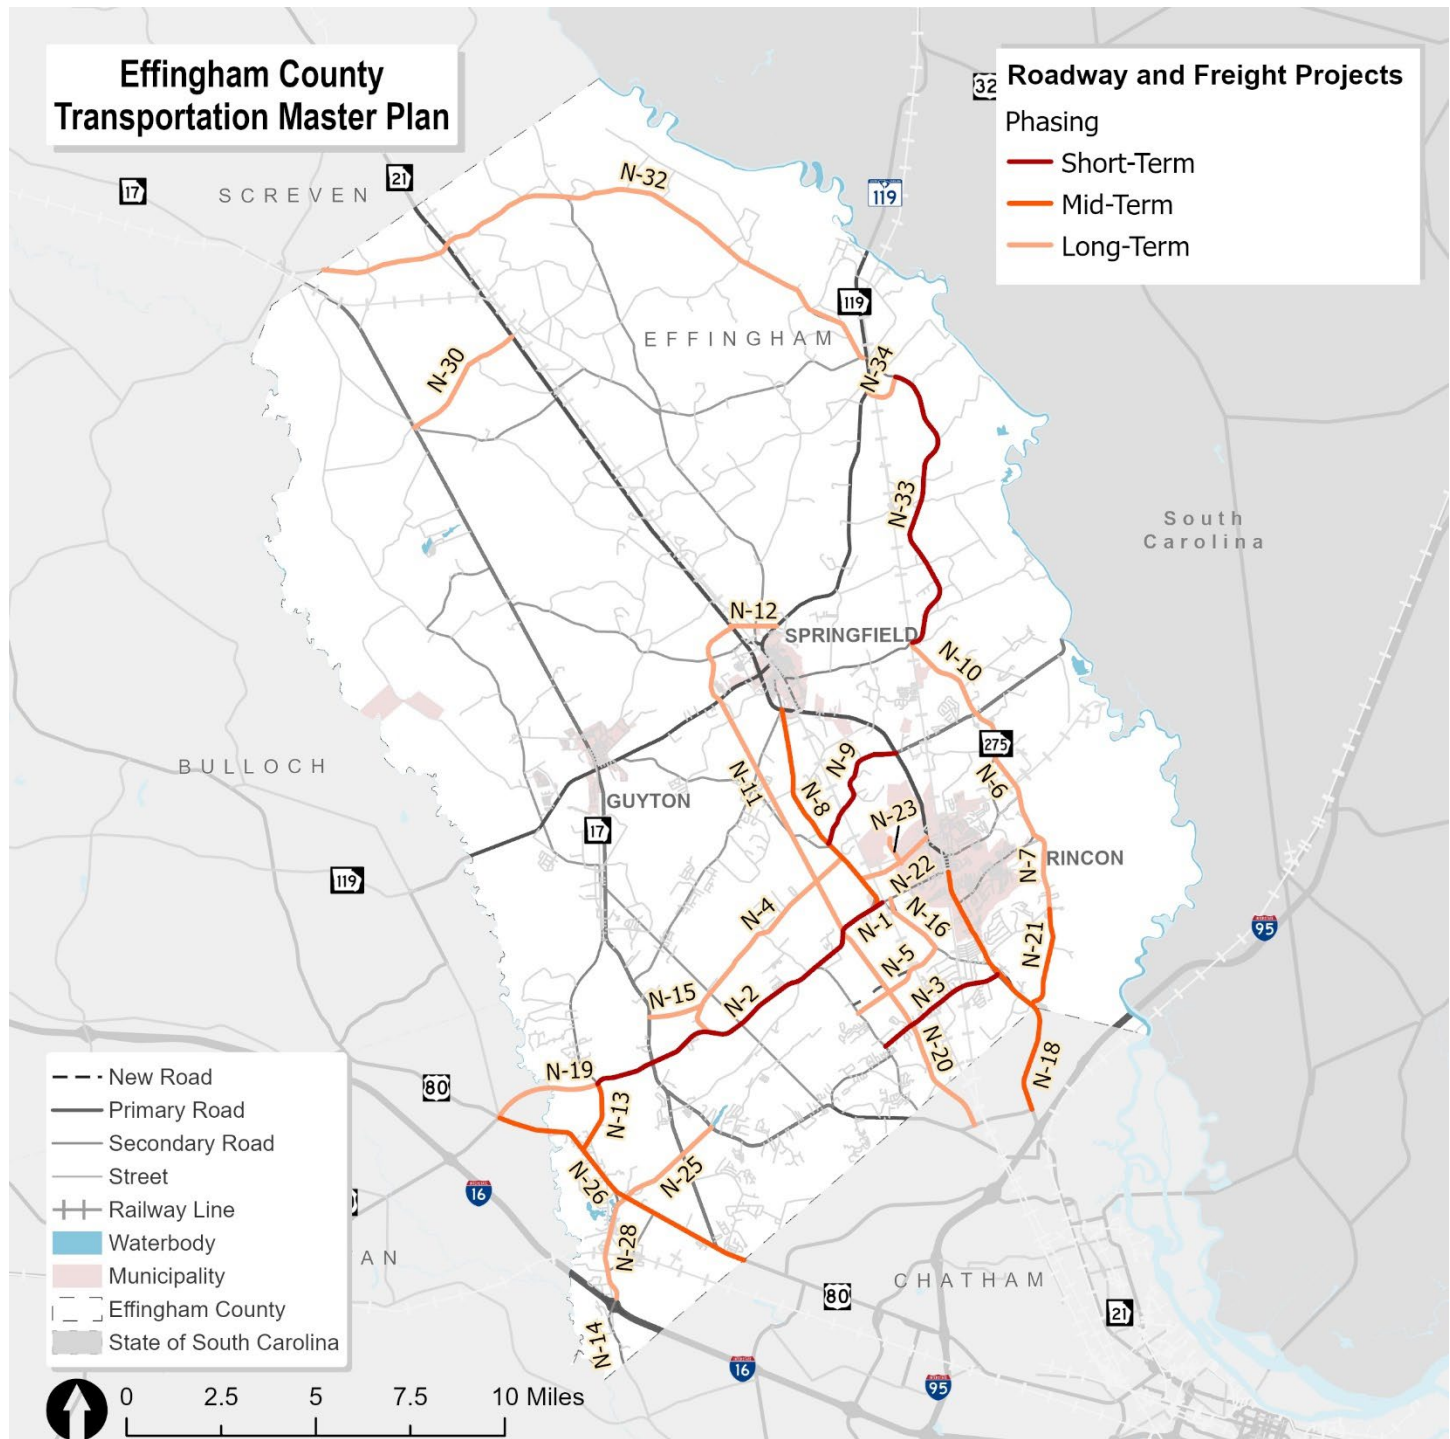 Effingham County
Transportation Master Plan
Roadway and Freight Projects
Phasing
Short-Term
Mid-Term
Long-Term
32
17
SCREVEN
21
N-32
119
119
EFFINGHAM
N-30
N-34
N-33
South
Carolina
N-12
SPRINGFIELD
N-10
275
BULLOCH
N-9
N-11
N-8
N-6
GUYTON
N-23
17
RINCON
N-7
N-22
119
N-4
N-1
N-16
95
N-21
N-5
N-3
N-15
N-2
N-20
N-18
N-19
80
N-13
N-25
N-26
16
N-28
AN
CHATHAM
80
21
N-14
16
95
New Road
Primary Road
Secondary Road
Street
Railway Line
Waterbody
Municipality
Effingham County
State of South Carolina
0 2.5 5 7.5 10 Miles